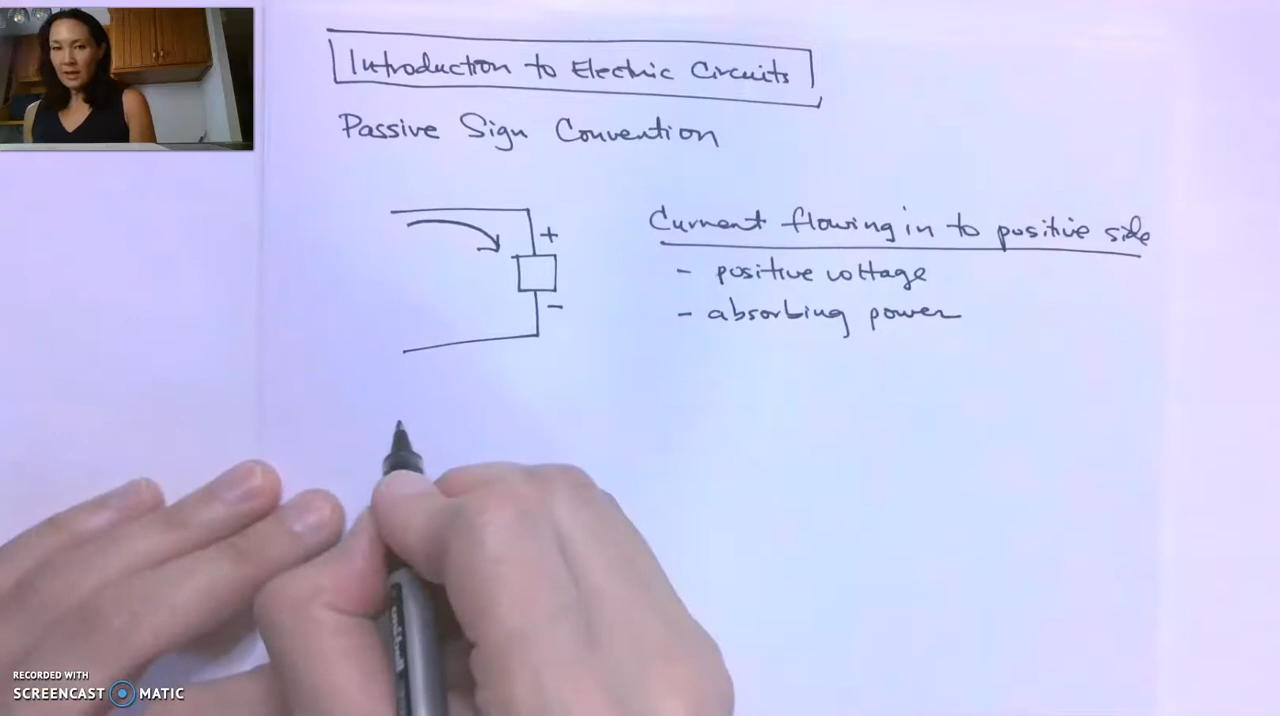 Introduction to Electric Circuits
Passive Sign Convention
+
-
Current flowing in to positive side
- positive voltage
- absorbing power
uniball
RECORDED WITH
SCREENCAST MATIC